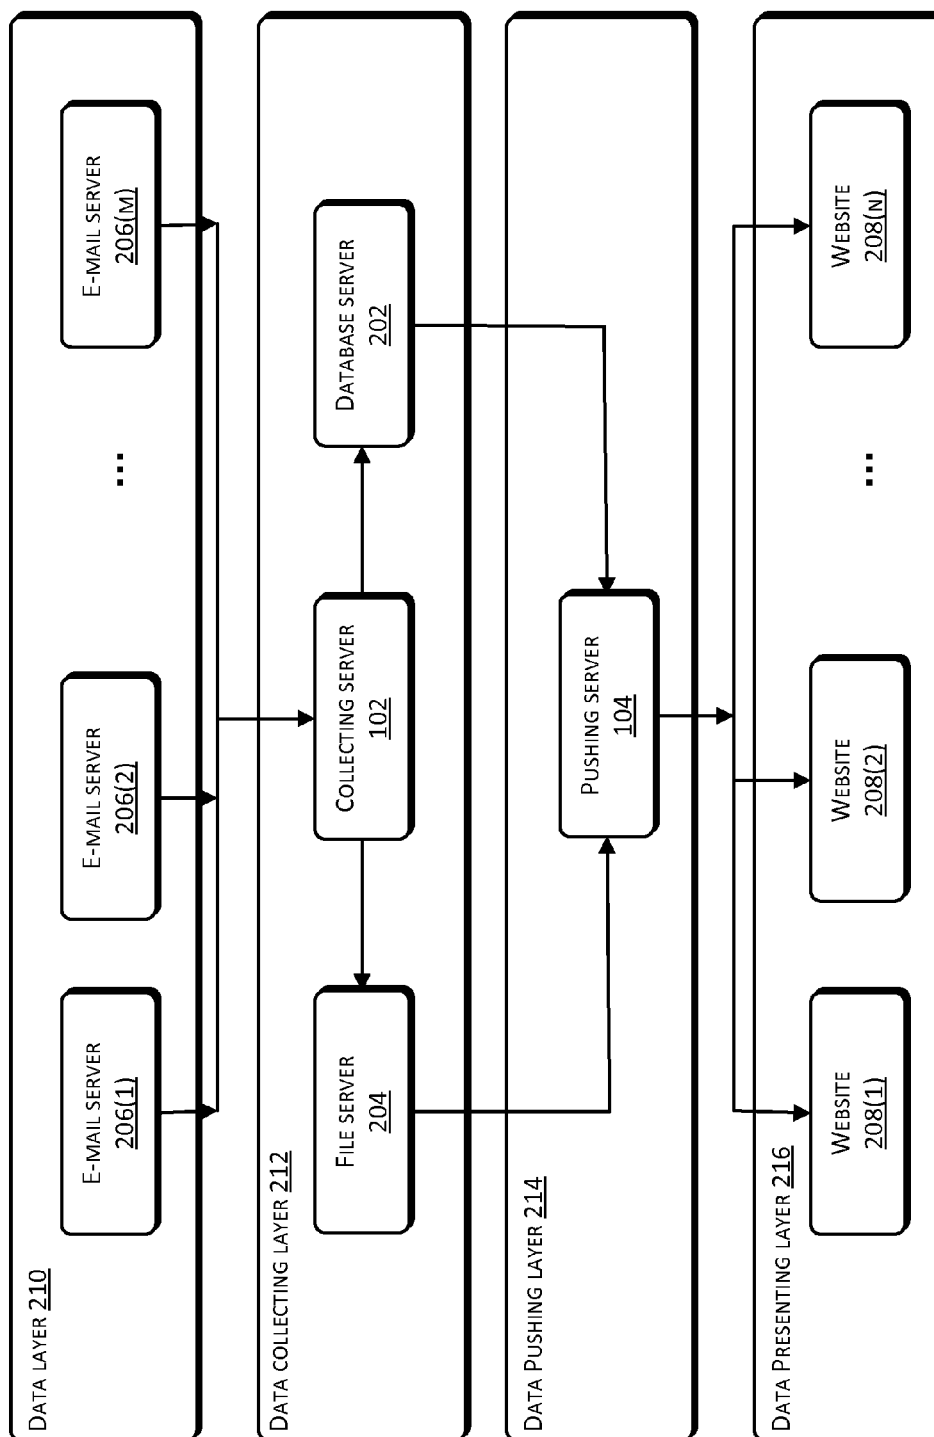 DATA LAYER 210
E-MAIL SERVER
206(1)
E-MAIL SERVER
206(2)
...
E-MAIL SERVER
206(M)
DATA COLLECTING LAYER 212
FILE SERVER
204
COLLECTING SERVER
102
DATABASE SERVER
202
DATA PUSHING LAYER 214
PUSHING SERVER
104
DATA PRESENTING LAYER 216
WEBSITE
208(1)
WEBSITE
208(2)
...
WEBSITE
208(N)